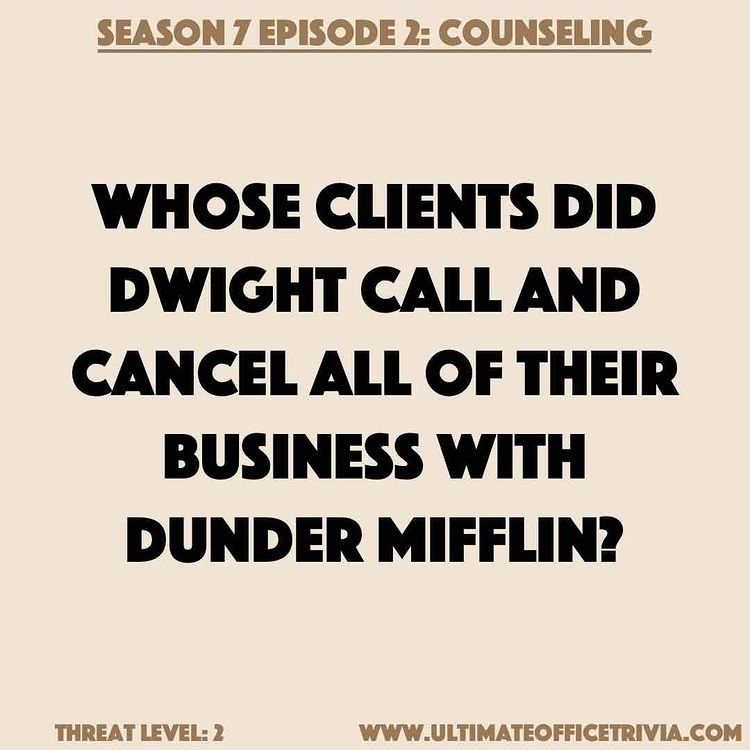 SEASON 7 EPISODE 2: COUNSELING
WHOSE CLIENTS DID
DWIGHT CALL AND
CANCEL ALL OF THEIR
BUSINESS WITH
DUNDER MIFFLIN?
THREAT LEVEL: 2
WWW.ULTIMATEOFFICETRIVIA.COM